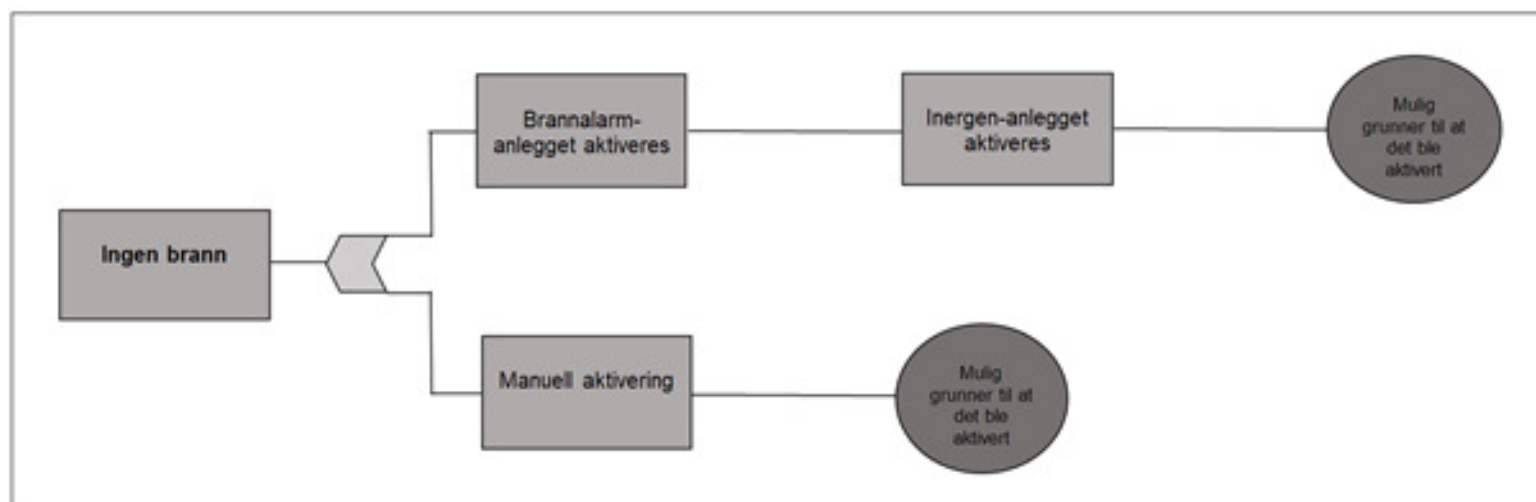 Brannalarm-
anlegget aktiveres
Inergen-anlegget
aktiveres
Mulig
grunner til at
det ble
aktivert
Ingen brann
Manuell aktivering
Mulig
grunner til at
det ble
aktivert